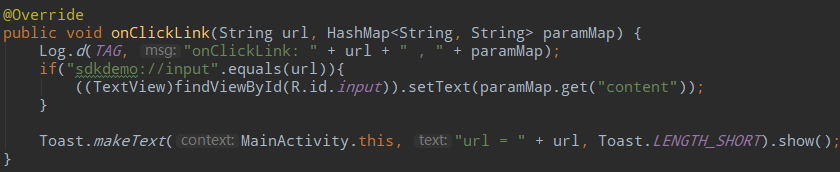 @Override
public void onClickLink(String url, HashMap<String, String> paramMap) {
Log.d(TAG, msg: "onClickLink: " + url + " , " + paramMap);
if("sdkdemo://input".equals(url)){
((TextView)findViewById(R.id.input)).setText(paramMap.get("content"));
}
Toast.makeText( context: MainActivity.this, text: "url = " + url, Toast.LENGTH_SHORT).show();
}